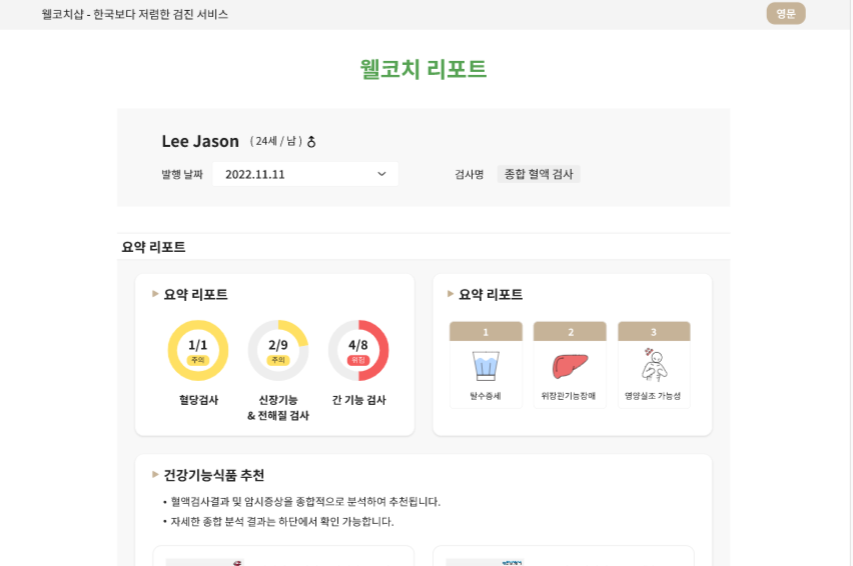 웰코치샵 - 한국보다 저렴한 검진 서비스
영문
웰코치 리포트
Lee Jason ( 24세 / 남 )
발행 날짜 2022.11.11 검사명 종합 혈액 검사
요약 리포트
요약 리포트
1/1
주의
혈당검사
2/9
주의
신장기능
& 전해질 검사
4/8
위험
간 기능 검사
요약 리포트
1
탈수증세
2
위장관기능장애
3
영양실조 가능성
건강기능식품 추천
• 혈액검사결과 및 암시증상을 종합적으로 분석하여 추천됩니다.
• 자세한 종합 분석 결과는 하단에서 확인 가능합니다.